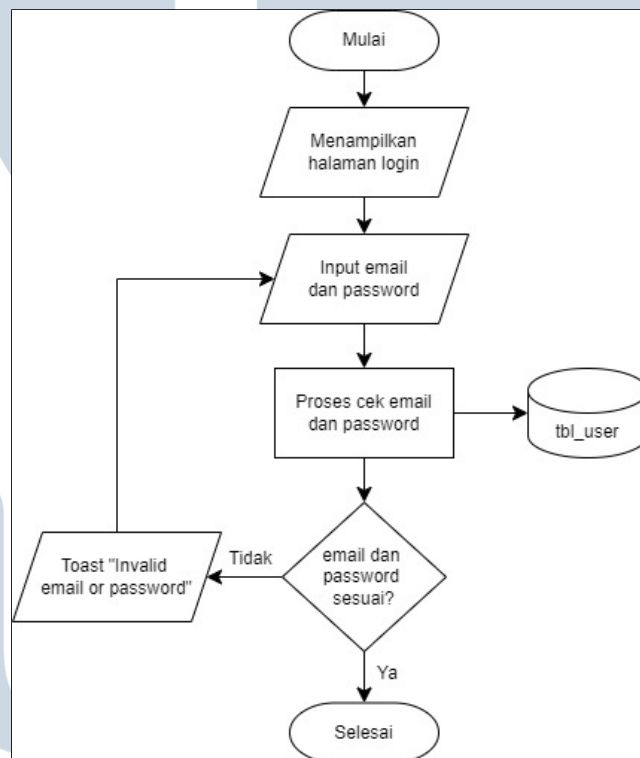 Mulai
Menampilkan
halaman login
Input email
dan password
Proses cek email
dan password
tbl_user
email dan
password
sesuai?
Tidak
Toast "Invalid
email or password"
Ya
Selesai